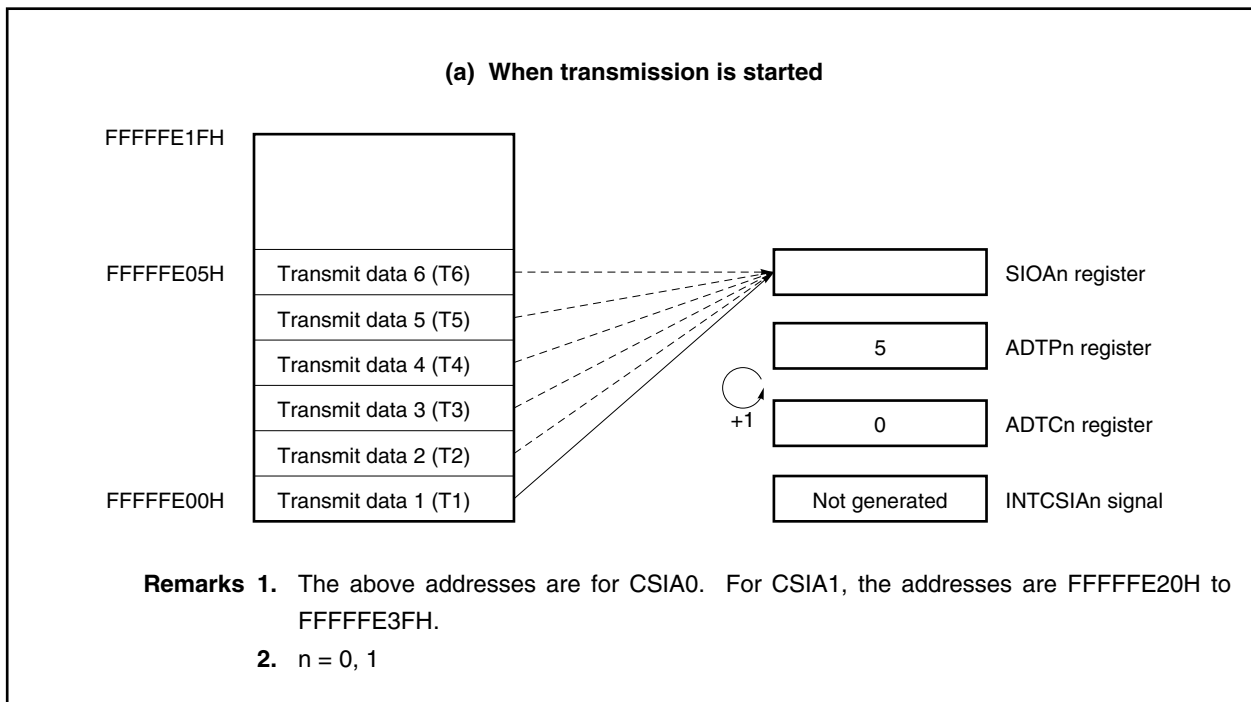 (a) When transmission is started
FFFFFE1FH
FFFFFE05H
Transmit data 6 (T6)
SIOAn register
Transmit data 5 (T5)
5
ADTPn register
Transmit data 4 (T4)
Transmit data 3 (T3)
+1
0
ADTCn register
Transmit data 2 (T2)
FFFFFE00H
Transmit data 1 (T1)
Not generated
INTCSIAn signal
Remarks 1. The above addresses are for CSIA0. For CSIA1, the addresses are FFFFFE20H to
FFFFFE3FH.
2. n = 0, 1